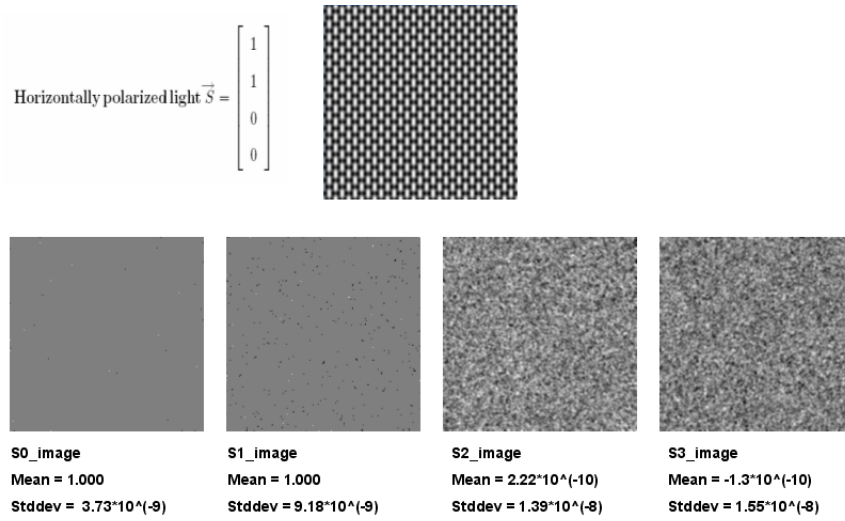 Horizontally polarized light S⃗ = [1 1 0 0]
S0_image
Mean = 1.000
Stddev = 3.73*10^(-9)
S1_image
Mean = 1.000
Stddev = 9.18*10^(-9)
S2_image
Mean = 2.22*10^(-10)
Stddev = 1.39*10^(-8)
S3_image
Mean = -1.3*10^(-10)
Stddev = 1.55*10^(-8)